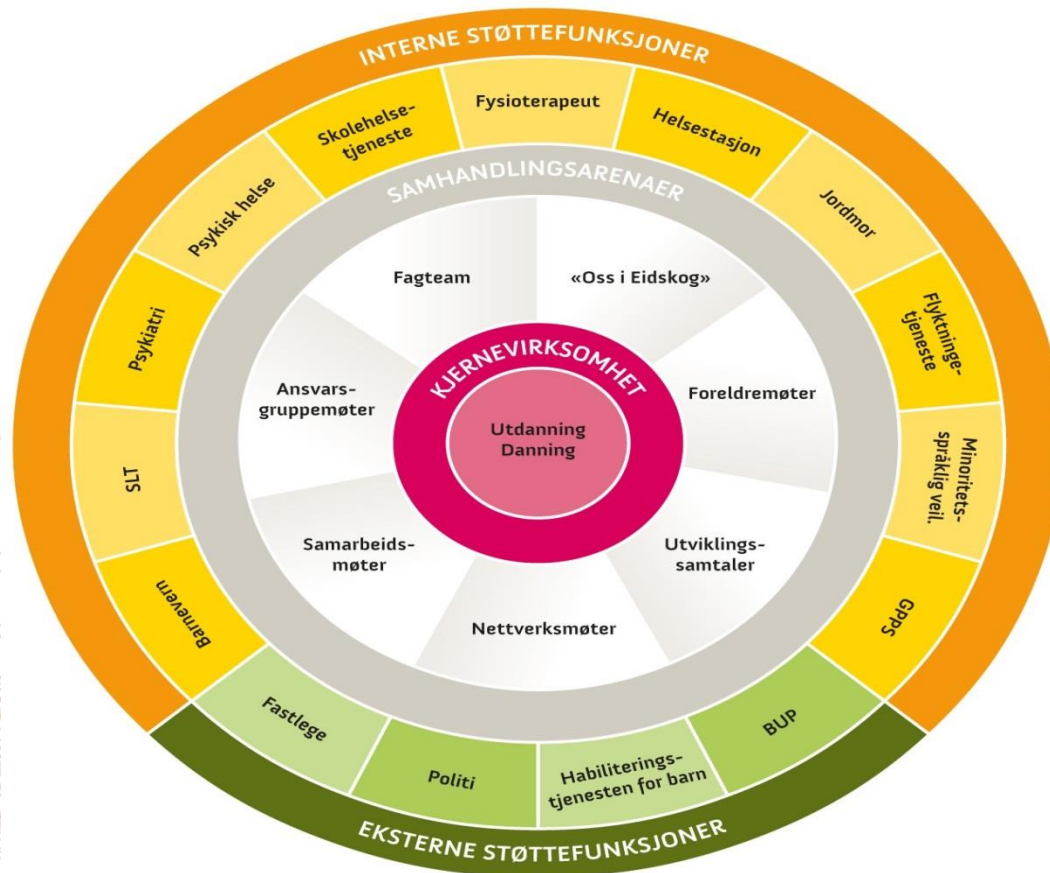 INTERNE STØTTEFUNKSJONER
Fysioterapeut
Helsestasjon
Jordmor
Flyktninge-
tjeneste
Minoritets-
språklig veil.
GPPS
BUP
Habiliterings-
tjenesten for barn
Politi
Fastlege
Barnevern
SLT
Psykiatri
Psykisk helse
Skolehelse-
tjeneste
SAMHANDLINGSARENAER
Fagteam
«Oss i Eidskog»
Foreldremøter
Utviklings-
samtaler
Nettverksmøter
Samarbeids-
møter
Ansvars-
gruppemøter
KJERNEVIRKSOMHET
Utdanning
Danning
EKSTERNE STØTTEFUNKSJONER